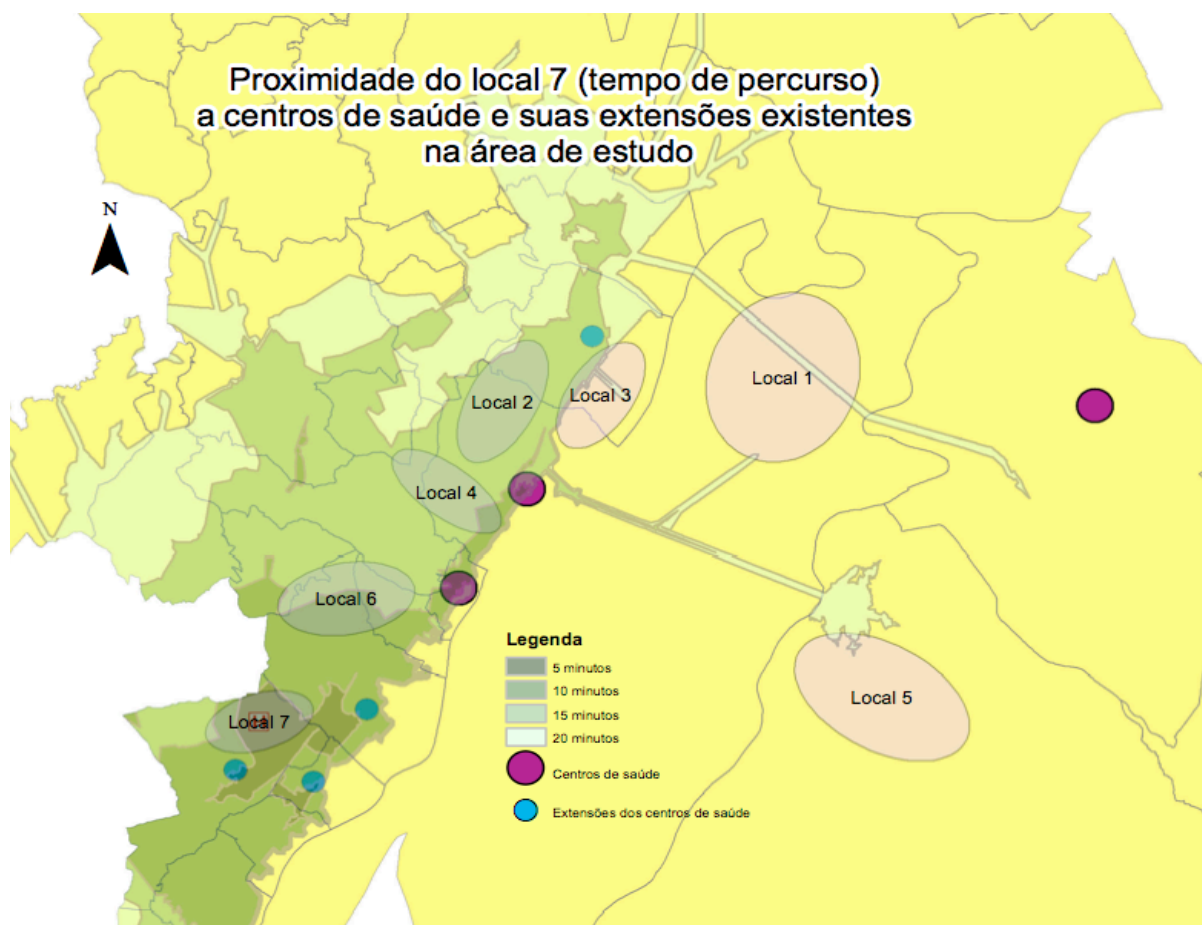 Proximidade do local 7 (tempo de percurso)
a centros de saúde e suas extensões existentes
na área de estudo
N
Local 1
Local 2
Local 3
Local 4
Local 6
Local 5
Local 7
Legenda
5 minutos
10 minutos
15 minutos
20 minutos
Centros de saúde
Extensões dos centros de saúde